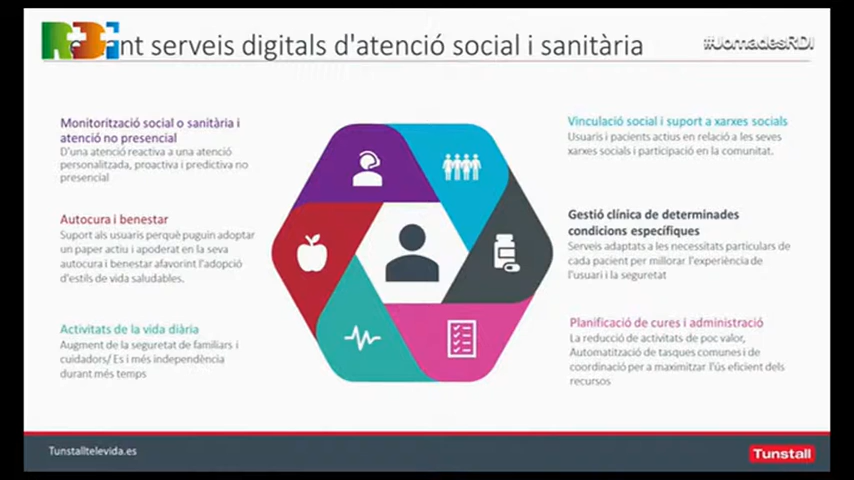 RDi
nt serveis digitals d'atenció social i sanitària
#JornadesRDI
Monitorització social o sanitària i
atenció no presencial
D'una atenció reactiva a una atenció
personalitzada, proactiva i predictiva no
presencial
Autocura i benestar
Suport als usuaris perquè puguin adoptar
un paper actiu i apoderat en la seva
autocura i benestar afavorint l'adopció
d'estils de vida saludables.
Activitats de la vida diària
Augment de la seguretat de familiars i
cuidadors/ Es i més independència
durant més temps
Vinculació social i suport a xarxes socials
Usuaris i pacients actius en relació a les seves
xarxes socials i participació en la comunitat.
Gestió clínica de determinades
condicions específiques
Serveis adaptats a les necessitats particulars de
cada pacient per millorar l'experiència de
l'usuari i la seguretat
Planificació de cures i administració
La reducció de activitats de poc valor,
Automatització de tasques comunes i de
coordinació per a maximitzar l'ús eficient dels
recursos
Tunstalltelevida.es
Tunstall